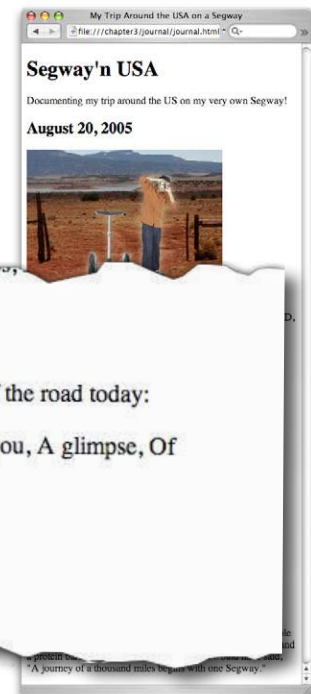 My Trip Around the USA on a Segway
file:///chapter3/journal/journal.html
Q-
Segway'n USA
Documenting my trip around the US on my very own Segway!
August 20, 2005
D,
the road today:
ou, A glimpse, Of
le
nd
"A journey of a thousand miles begins with one Segway."